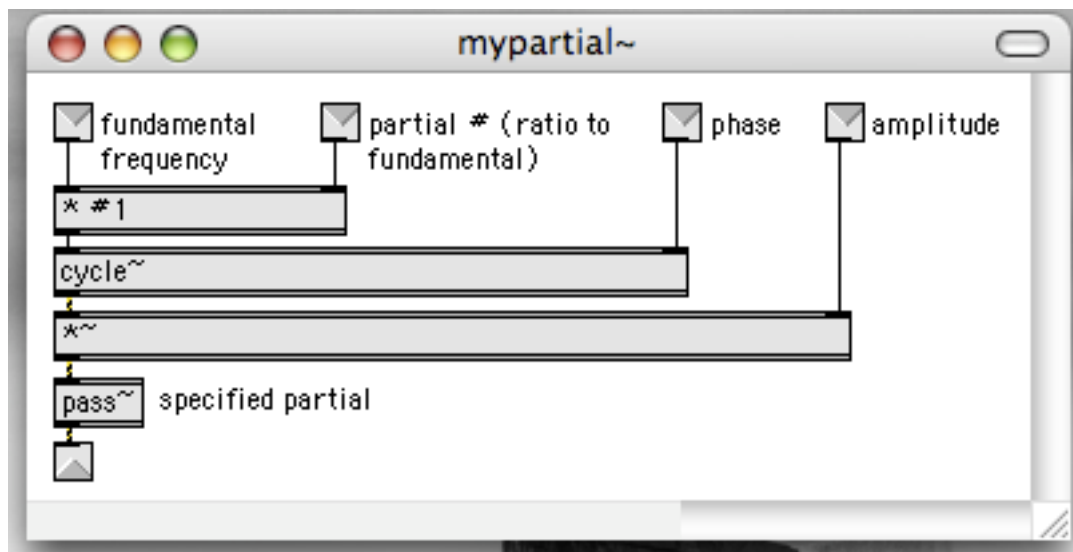 mypartial~
fundamental
frequency
partial # (ratio to
fundamental)
phase
amplitude
* #1
cycle~
*~
pass~
specified partial